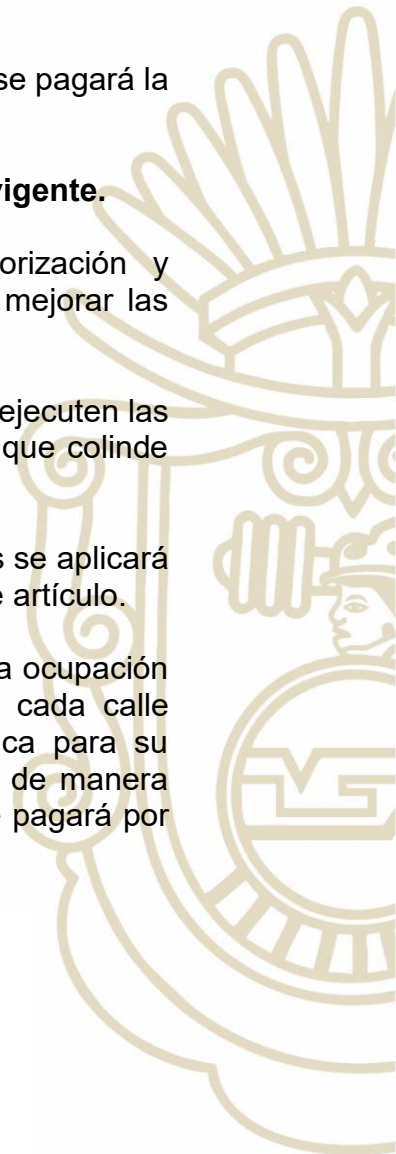 se pagará la
vigente.
orización y
mejorar las
ejecuten las
que colinde
s se aplicará
e artículo.
a ocupación
cada calle
ca para su
de manera
e pagará por